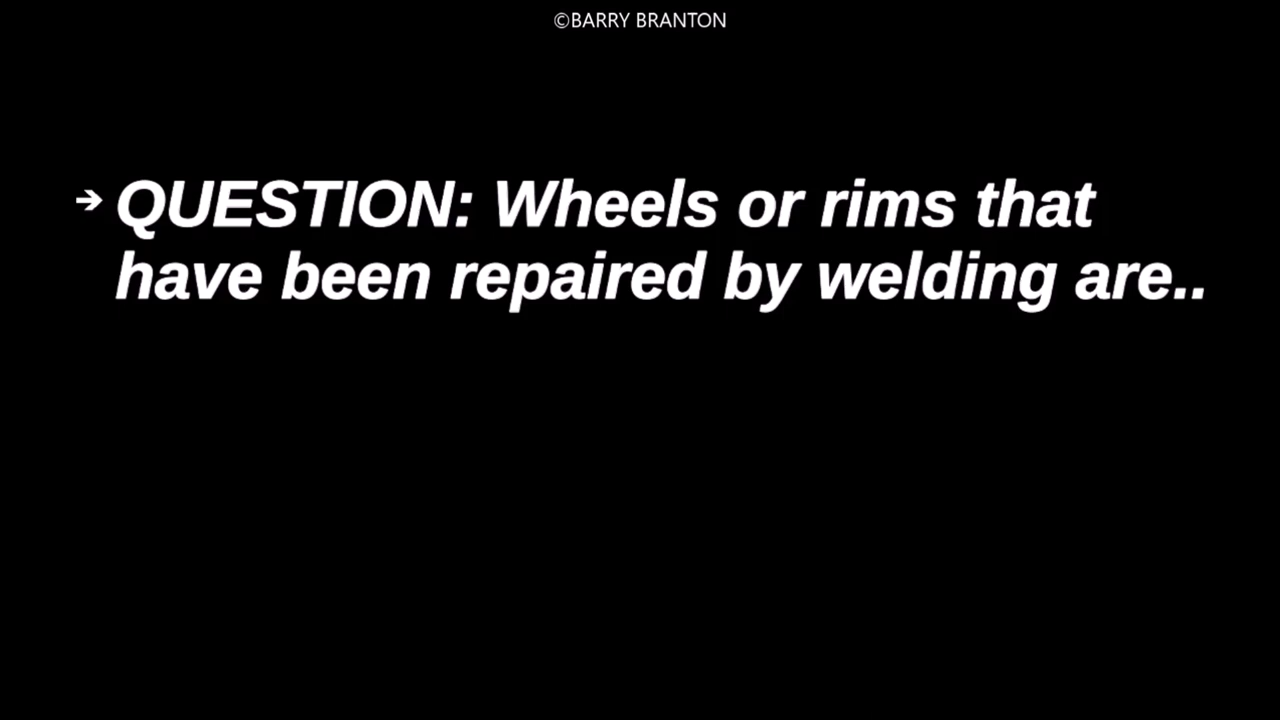 ©BARRY BRANTON
➔ QUESTION: Wheels or rims that
have been repaired by welding are..